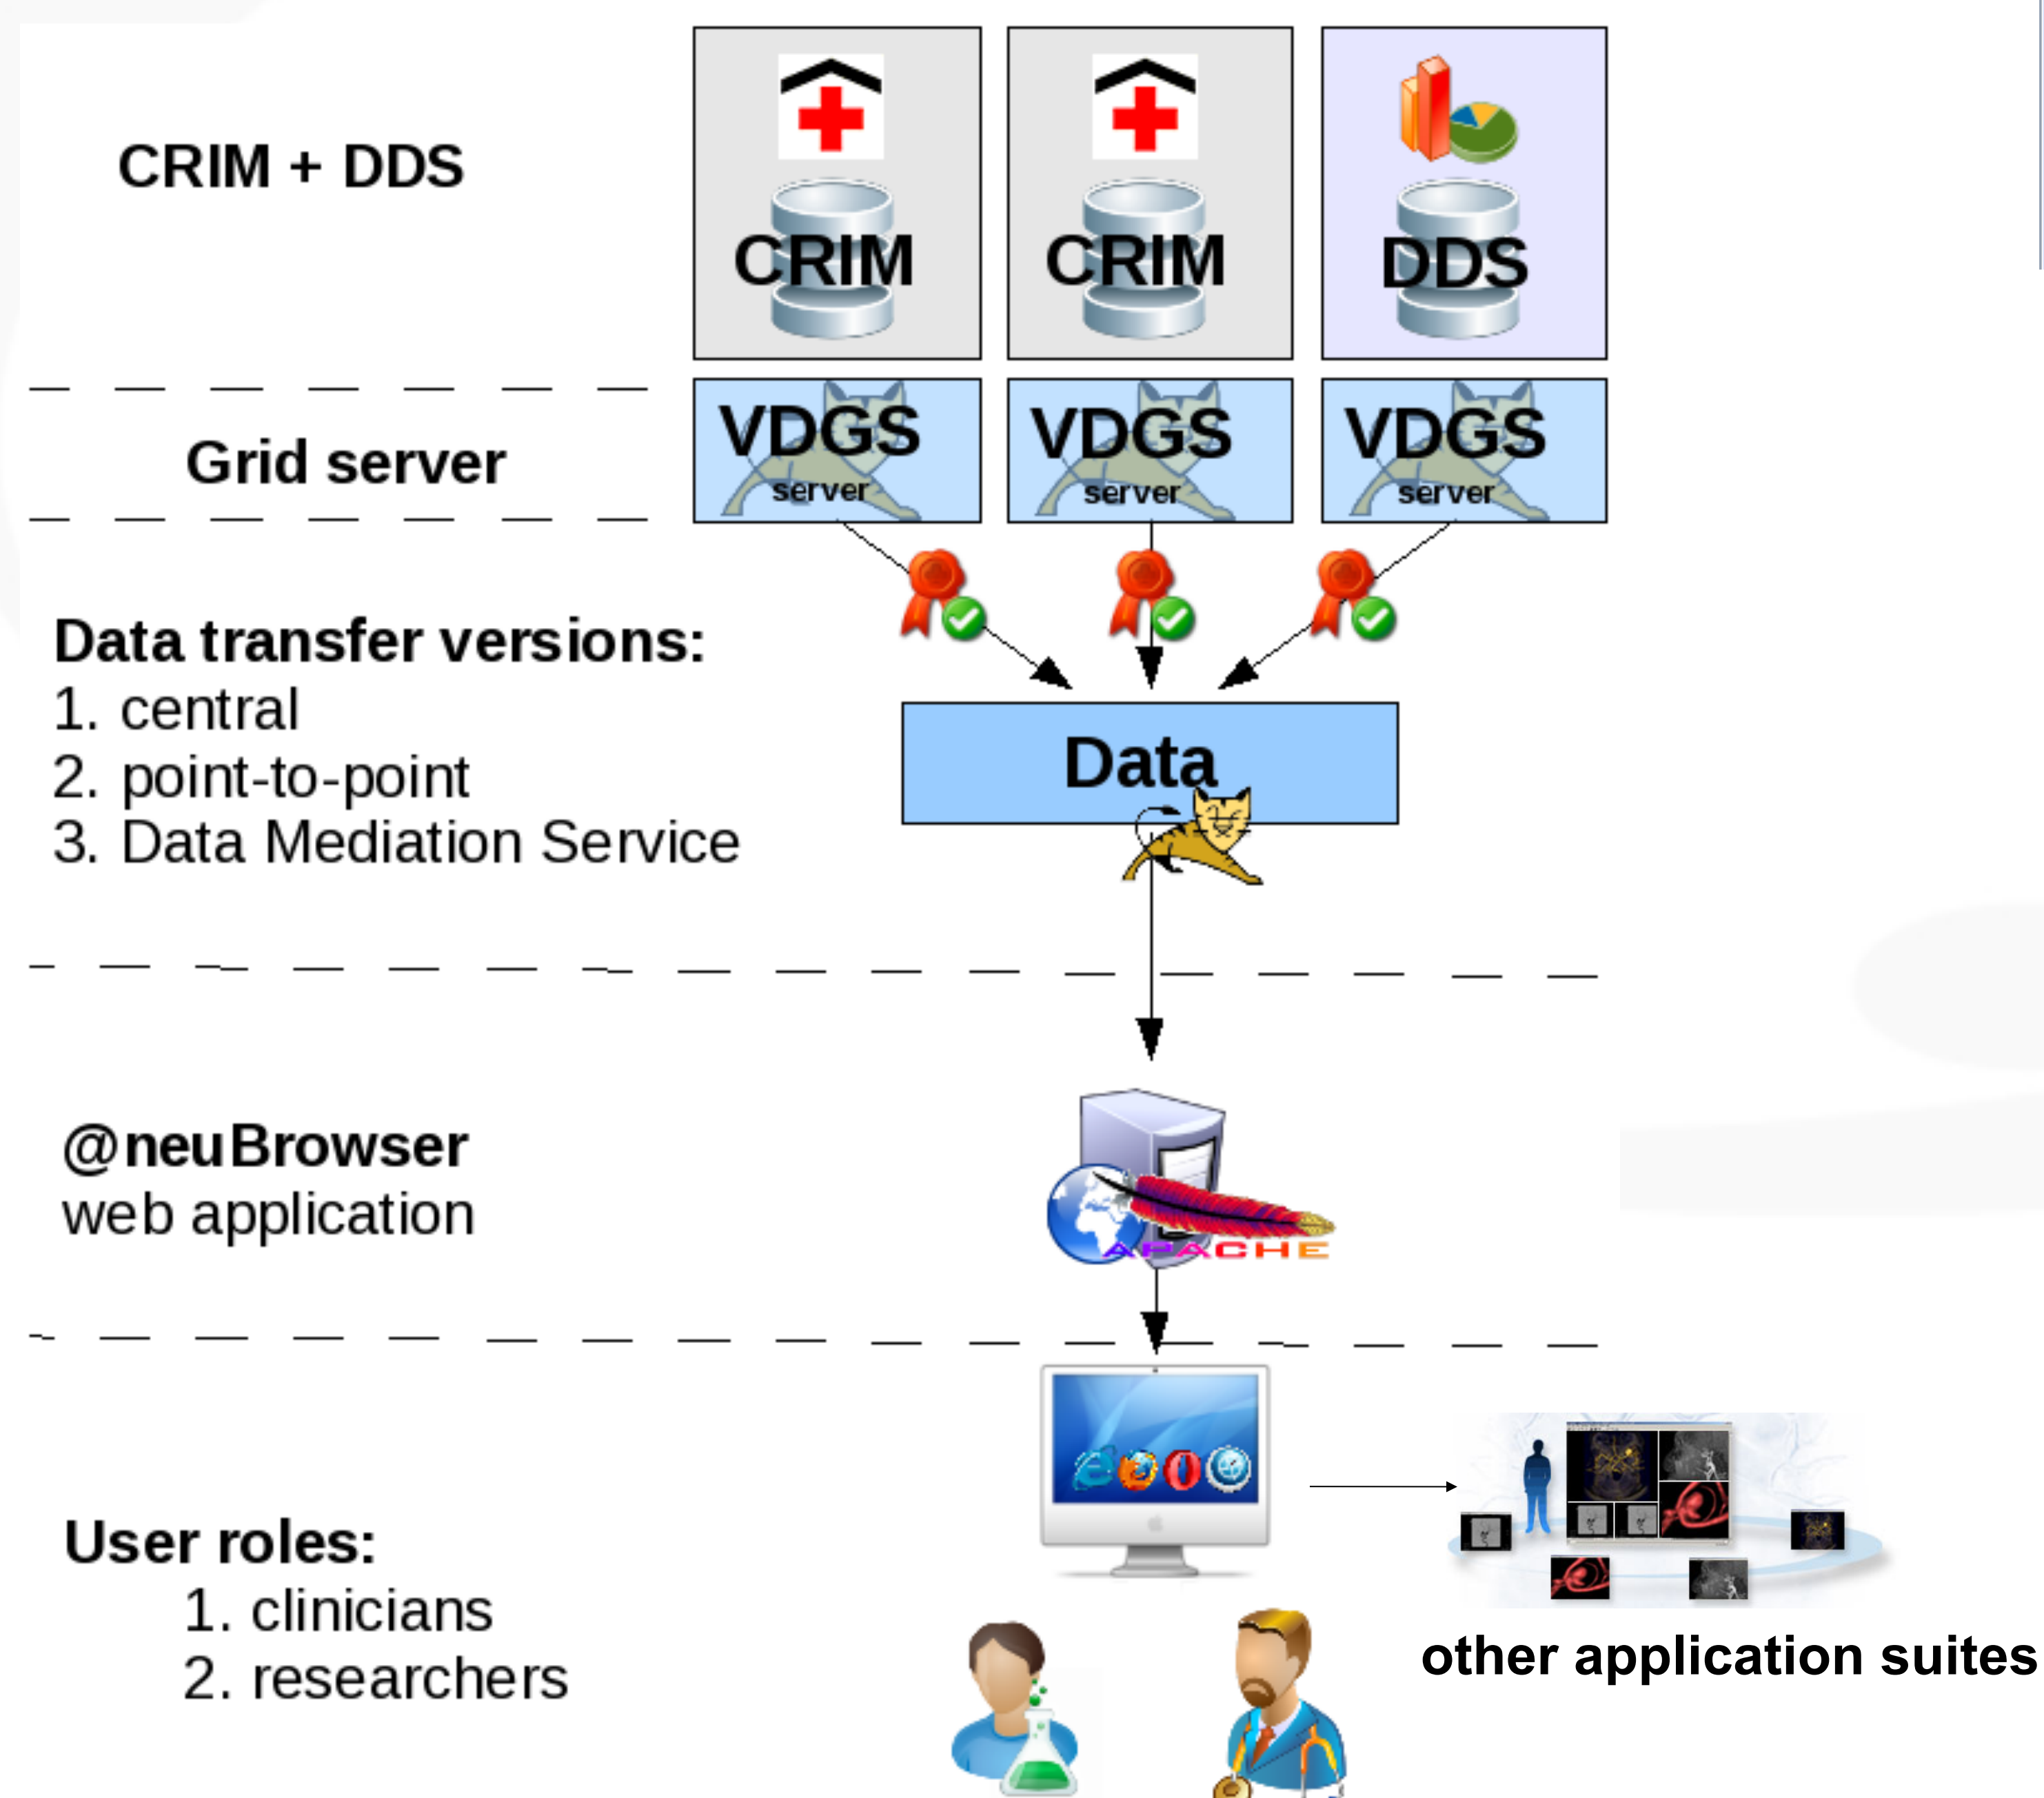 CRIM + DDS
CRIM
CRIM
DDS
Grid server
VDGS
server
VDGS
server
VDGS
server
Data transfer versions:
1. central
2. point-to-point
3. Data Mediation Service
Data
@neuBrowser
web application
APACHE
User roles:
1. clinicians
2. researchers
other application suites